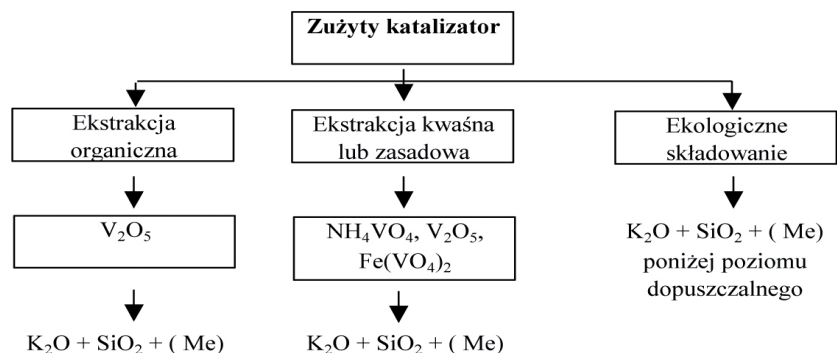 Zużyty katalizator
Ekstrakcja
organiczna
Ekstrakcja kwaśna
lub zasadowa
Ekologiczne
składowanie
V₂O₅
NH₄VO₄, V₂O₅,
Fe(VO₄)₂
K₂O + SiO₂ + ( Me)
poniżej poziomu
dopuszczalnego
K₂O + SiO₂ + ( Me)
K₂O + SiO₂ + ( Me)